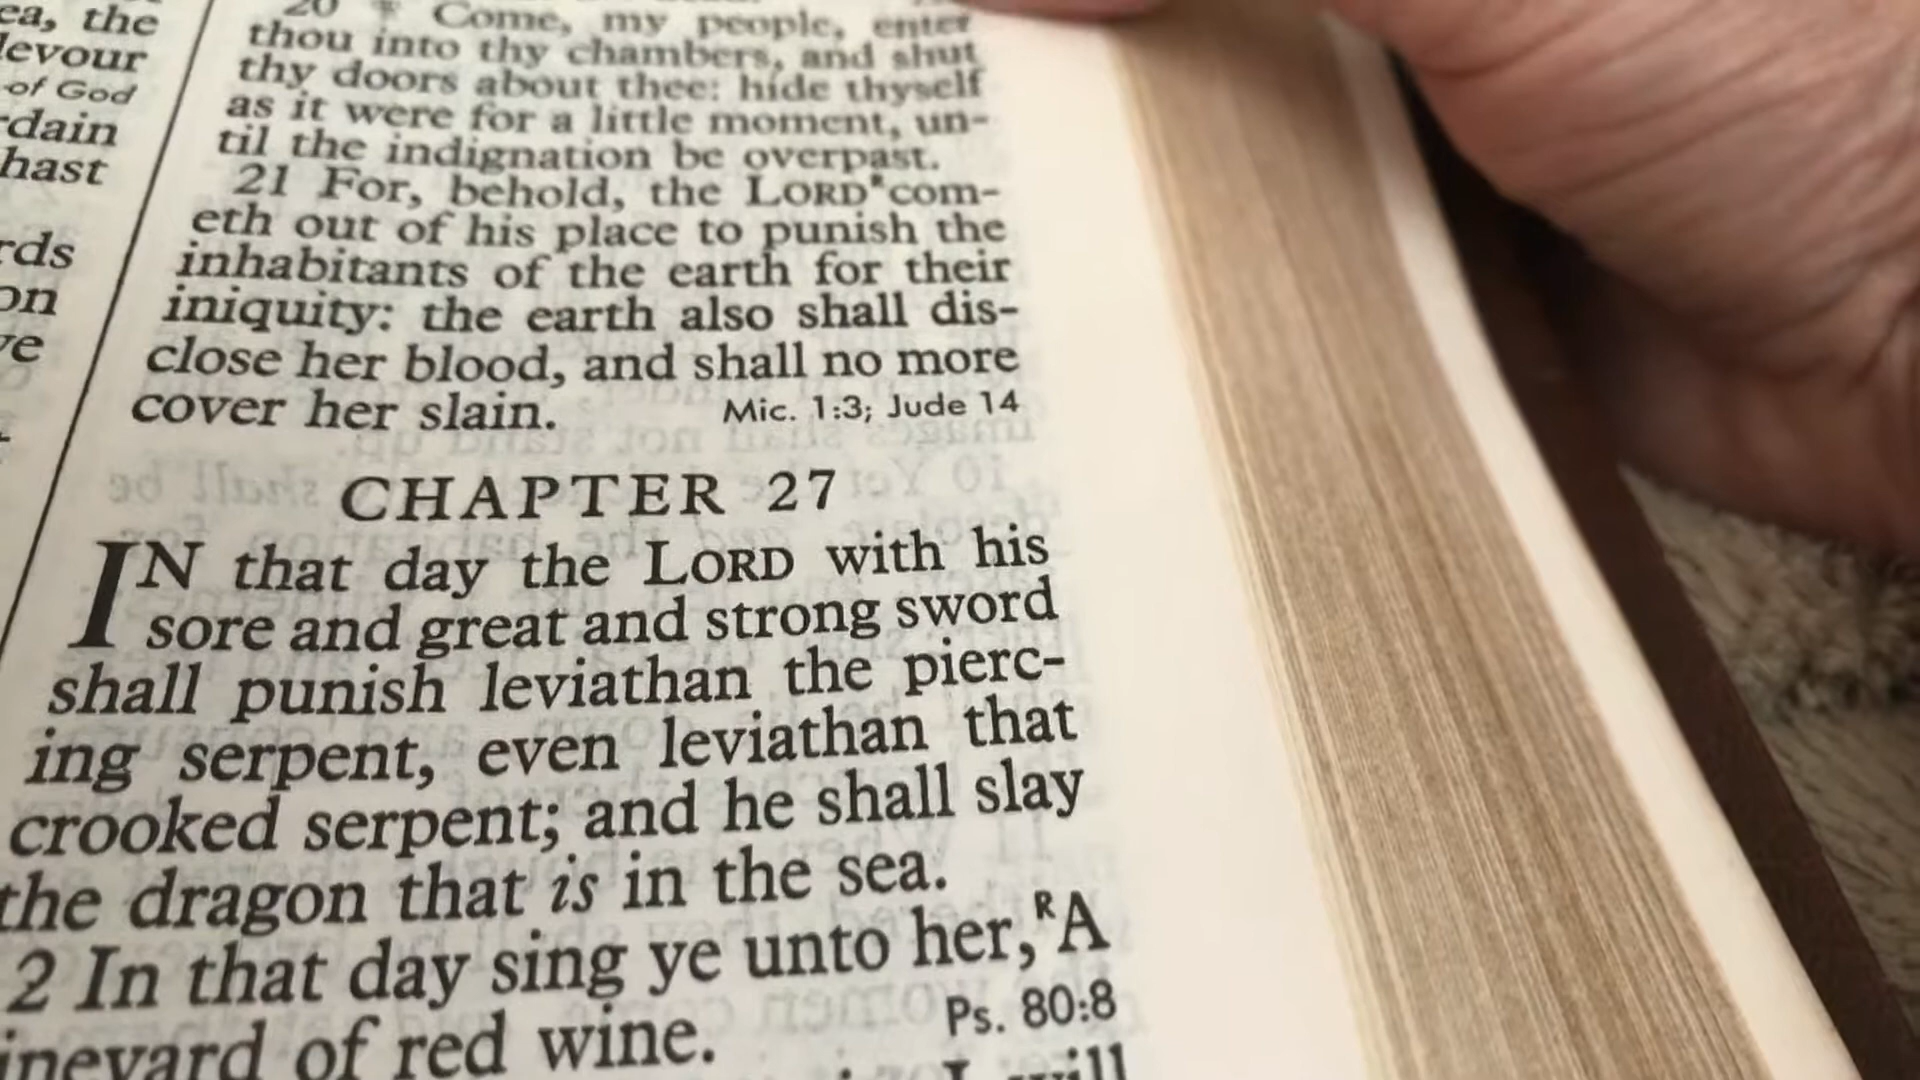 ea, the
devour
of God
rdain
hast
rds
on
ve
20 Come, my people, enter
thou into thy chambers, and shut
thy doors about thee: hide thyself
as it were for a little moment, un-
til the indignation be overpast.
21 For, behold, the LORD com-
eth out of his place to punish the
inhabitants of the earth for their
iniquity: the earth also shall dis-
close her blood, and shall no more
cover her slain. Mic. 1:3; Jude 14
CHAPTER 27
IN that day the LORD with his
sore and great and strong sword
shall punish leviathan the pierc-
ing serpent, even leviathan that
crooked serpent; and he shall slay
the dragon that is in the sea.
2 In that day sing ye unto her, ᴿA
Ps. 80:8
ineyard of red wine.
I will